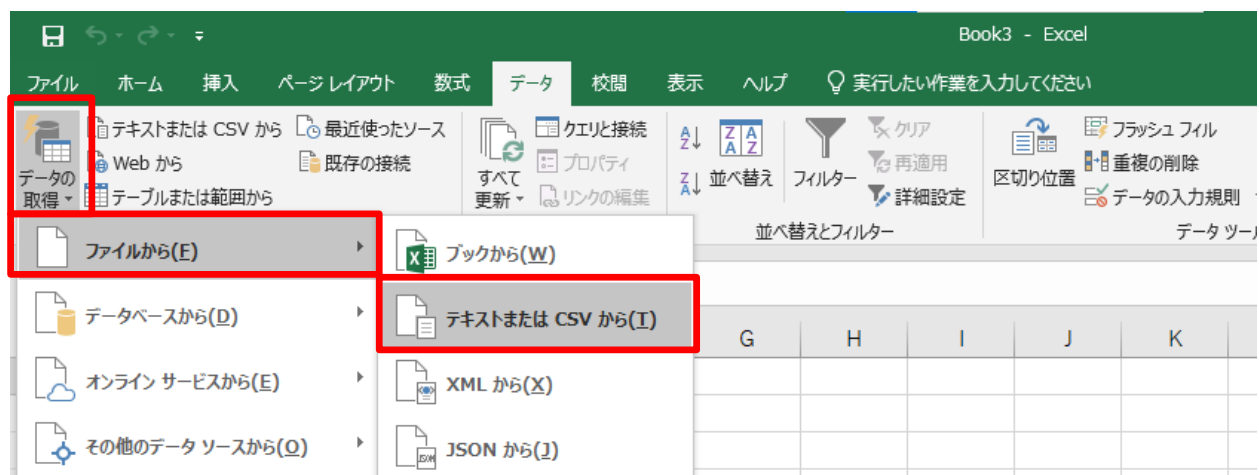 Book3 - Excel
ファイル ホーム 挿入 ページ レイアウト 数式 データ 校閲 表示 ヘルプ 実行したい作業を入力してください
データの
取得
テキストまたは CSV から
Web から
テーブルまたは範囲から
最近使ったソース
既存の接続
すべて
更新
クエリと接続
プロパティ
リンクの編集
並べ替え
フィルター
クリア
再適用
詳細設定
並べ替えとフィルター
区切り位置
フラッシュ フィル
重複の削除
データの入力規則
データ ツー
ファイルから(F)
データベースから(D)
オンライン サービスから(E)
その他のデータ ソースから(O)
ブックから(W)
テキストまたは CSV から(T)
XML から(X)
JSON から(J)
G H I J K